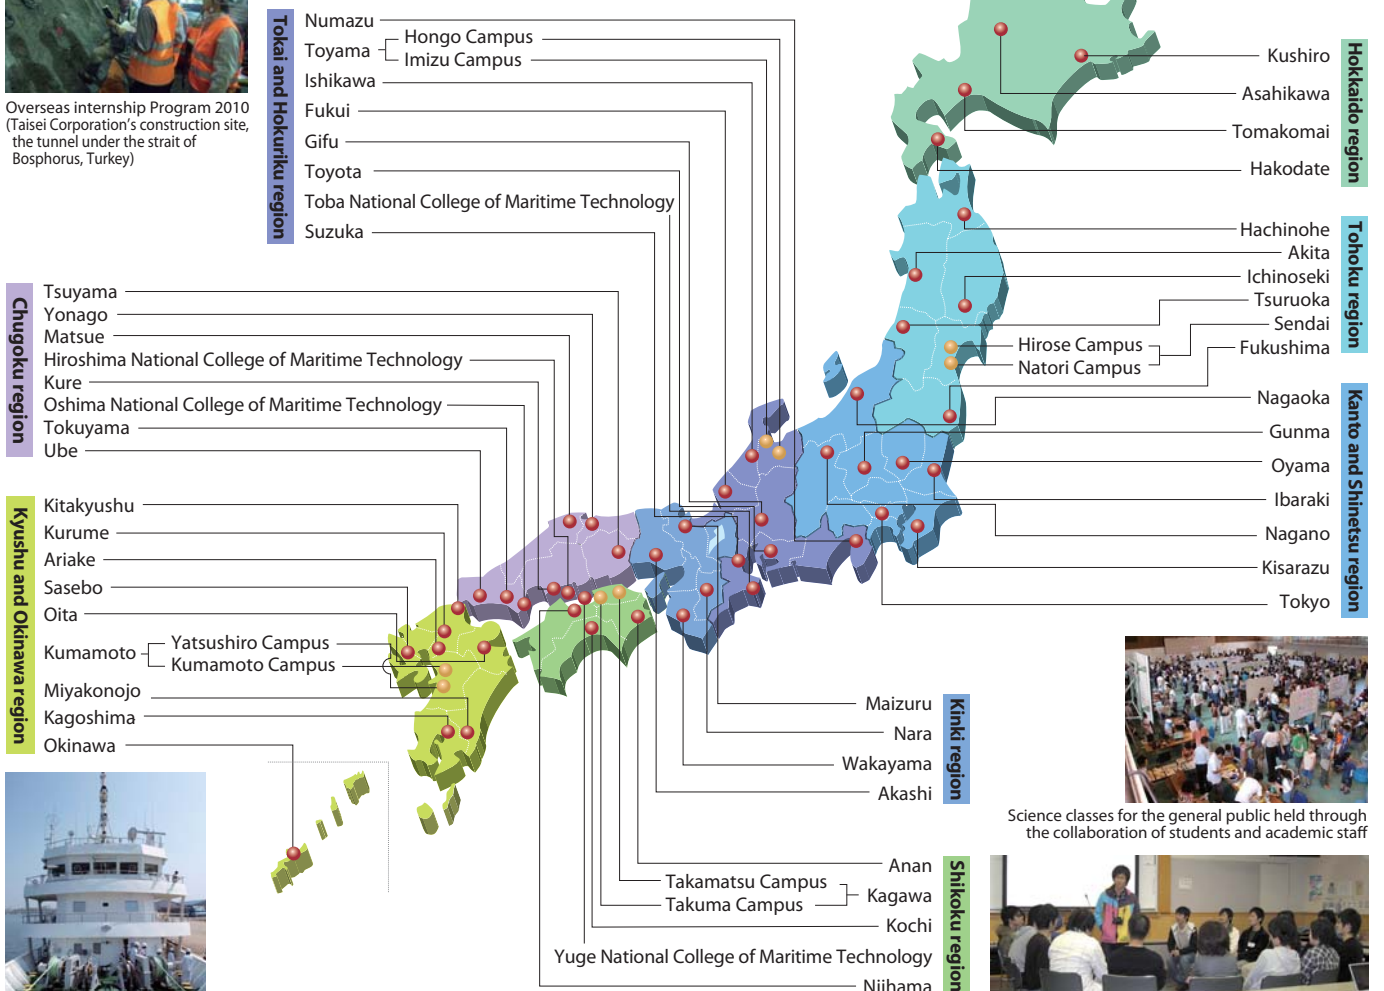 Overseas internship Program 2010
(Taisei Corporation's construction site,
the tunnel under the strait of
Bosphorus, Turkey)
Tokai and Hokuriku region
Numazu
Toyama
Hongo Campus
Imizu Campus
Ishikawa
Fukui
Gifu
Toyota
Toba National College of Maritime Technology
Suzuka
Chugoku region
Tsuyama
Yonago
Matsue
Hiroshima National College of Maritime Technology
Kure
Oshima National College of Maritime Technology
Tokuyama
Ube
Kyushu and Okinawa region
Kitakyushu
Kurume
Ariake
Sasebo
Oita
Kumamoto
Yatsushiro Campus
Kumamoto Campus
Miyakonojo
Kagoshima
Okinawa
Hokkaido region
Kushiro
Asahikawa
Tomakomai
Hakodate
Tohoku region
Hachinohe
Akita
Ichinoseki
Tsuruoka
Sendai
Hirose Campus
Natori Campus
Fukushima
Kanto and Shinetsu region
Nagaoka
Gunma
Oyama
Ibaraki
Nagano
Kisarazu
Tokyo
Kinki region
Maizuru
Nara
Wakayama
Akashi
Science classes for the general public held through
the collaboration of students and academic staff
Shikoku region
Anan
Takamatsu Campus
Takuma Campus
Kagawa
Kochi
Yuge National College of Maritime Technology
Niihama